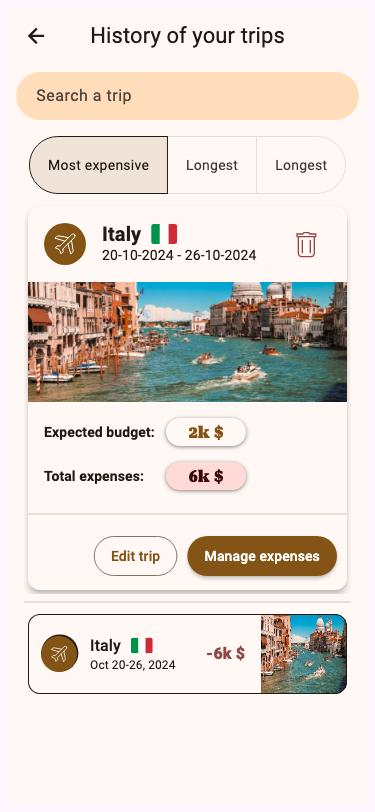 History of your trips
Search a trip
Most expensive
Longest
Longest
Italy
20-10-2024 - 26-10-2024
Expected budget: 2k $
Total expenses: 6k $
Edit trip
Manage expenses
Italy
Oct 20-26, 2024
-6k $